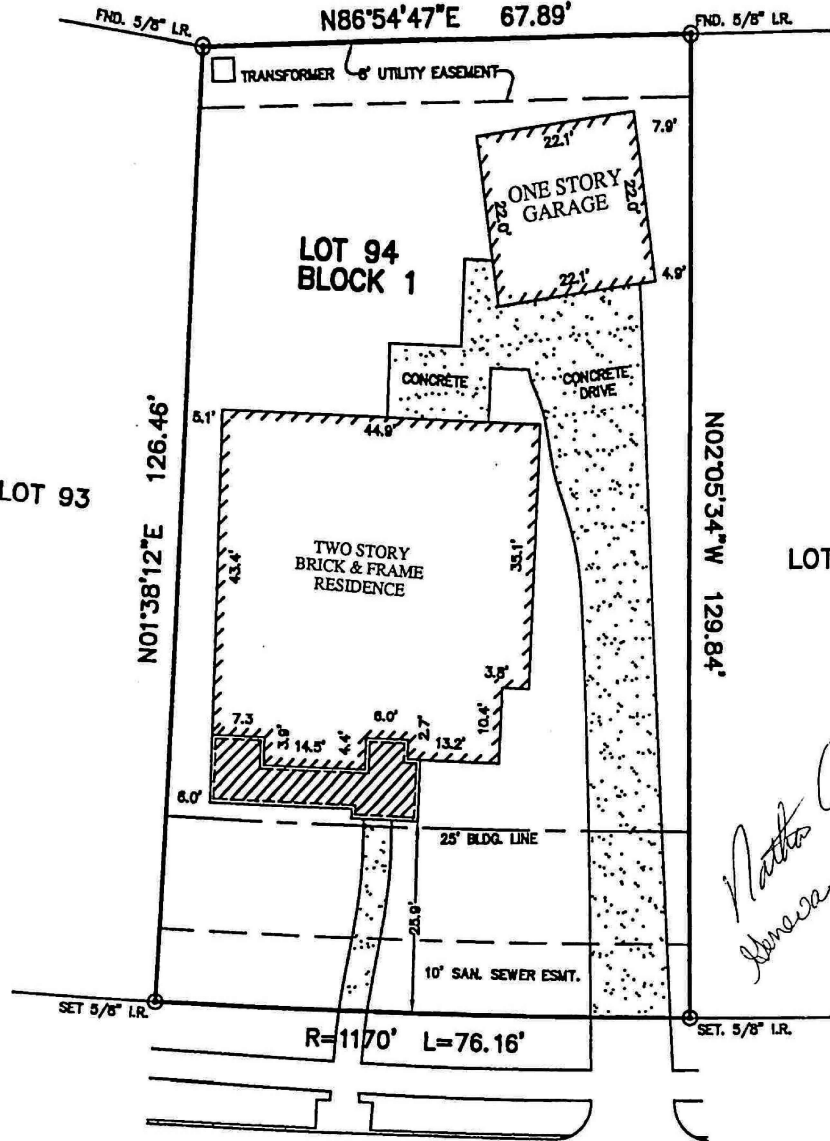 N86°54'47"E 67.89'
FND. 5/8" I.R.
FND. 5/8" I.R.
TRANSFORMER
6' UTILITY EASEMENT
7.9'
22.1'
ONE STORY
GARAGE
22.0'
22.0'
22.1'
4.9'
LOT 94
BLOCK 1
CONCRETE
CONCRETE
DRIVE
5.1'
44.9'
N01°38'12"E 126.46'
LOT 93
43.4'
TWO STORY
BRICK & FRAME
RESIDENCE
35.1'
N02°05'34"W 129.84'
LOT
3.8'
10.4'
7.3
3.9'
14.5'
4.4'
6.0'
2.7'
13.2'
6.0'
25' BLDG. LINE
25.9'
10' SAN. SEWER ESMT.
SET 5/8" I.R.
SET. 5/8" I.R.
R=1170' L=76.16'